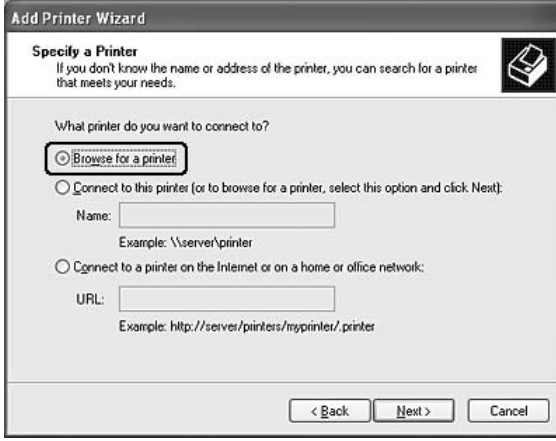 Add Printer Wizard
Specify a Printer
If you don't know the name or address of the printer, you can search for a printer
that meets your needs.
What printer do you want to connect to?
Browse for a printer
Connect to this printer (or to browse for a printer, select this option and click Next):
Name:
Example: \\server\printer
Connect to a printer on the Internet or on a home or office network:
URL:
Example: http://server/printers/myprinter/.printer
< Back Next > Cancel